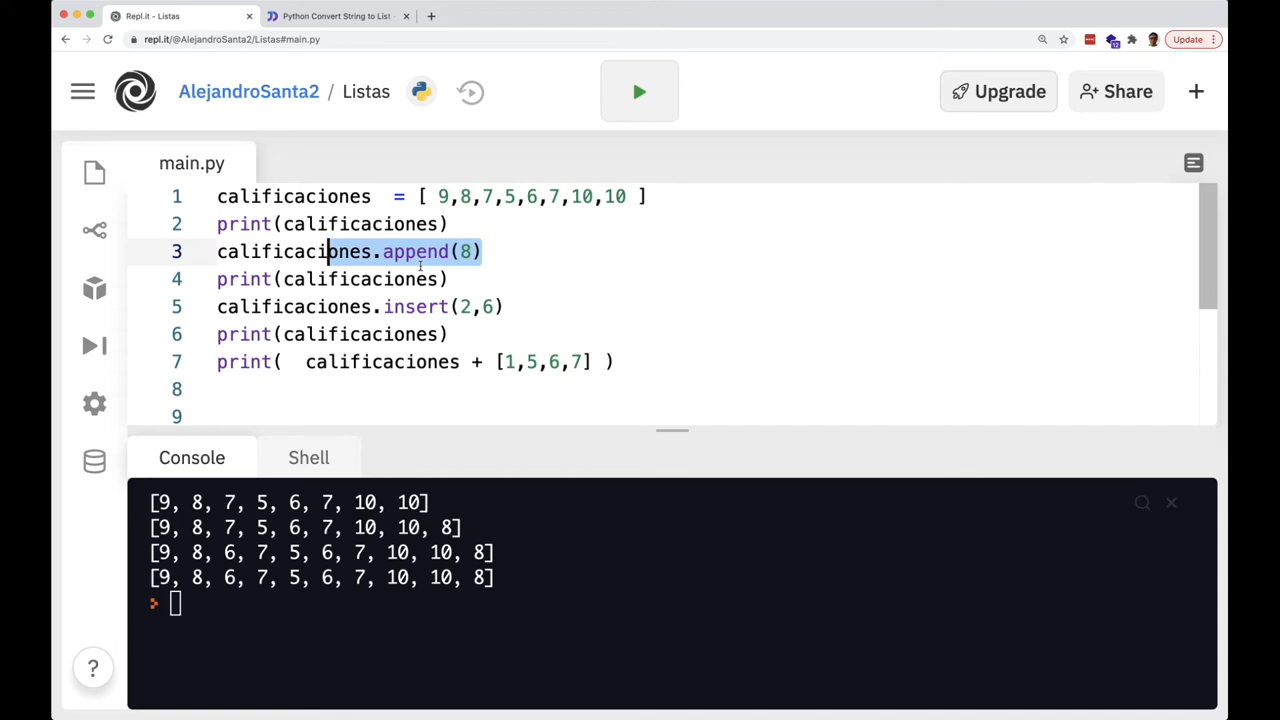 Repl.it - Listas
Python Convert String to List
repl.it/@AlejandroSanta2/Listas#main.py
12
Update
AlejandroSanta2 / Listas
Upgrade
Share
main.py
1 calificaciones  = [ 9,8,7,5,6,7,10,10 ]
2 print(calificaciones)
3 calificaciones.append(8)
4 print(calificaciones)
5 calificaciones.insert(2,6)
6 print(calificaciones)
7 print(  calificaciones + [1,5,6,7] )
8
9
Console
Shell
[9, 8, 7, 5, 6, 7, 10, 10]
[9, 8, 7, 5, 6, 7, 10, 10, 8]
[9, 8, 6, 7, 5, 6, 7, 10, 10, 8]
[9, 8, 6, 7, 5, 6, 7, 10, 10, 8]
?